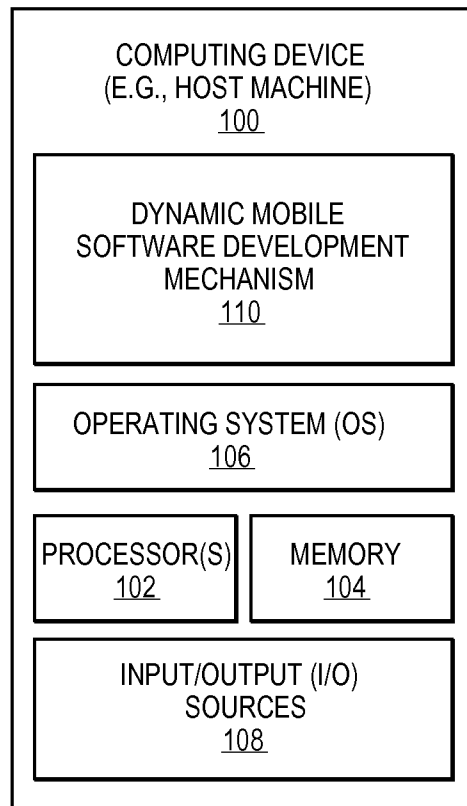 COMPUTING DEVICE
(E.G., HOST MACHINE)
100
DYNAMIC MOBILE
SOFTWARE DEVELOPMENT
MECHANISM
110
OPERATING SYSTEM (OS)
106
PROCESSOR(S)
102
MEMORY
104
INPUT/OUTPUT (I/O)
SOURCES
108